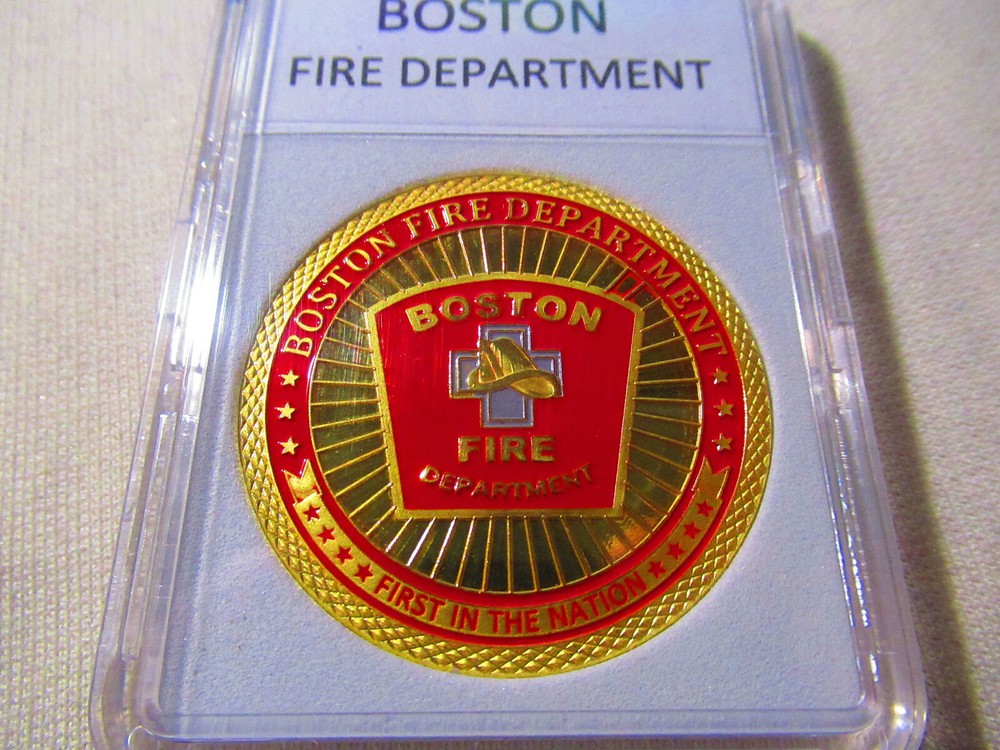 BOSTON
FIRE DEPARTMENT
BOSTON FIRE DEPARTMENT
BOSTON
FIRE
DEPARTMENT
FIRST IN THE NATION